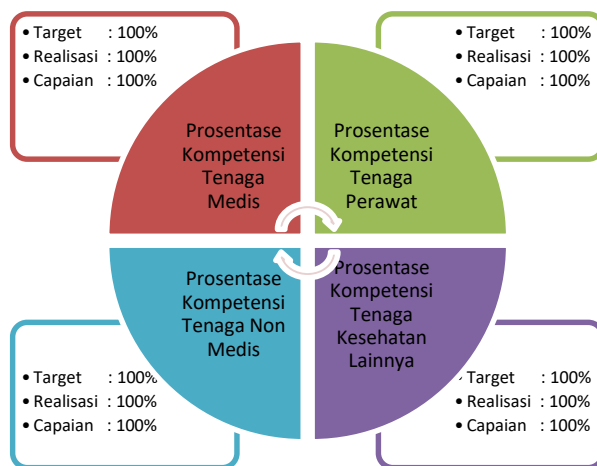 • Target : 100%
• Realisasi : 100%
• Capaian : 100%
• Target : 100%
• Realisasi : 100%
• Capaian : 100%
Prosentase
Kompetensi
Tenaga
Medis
Prosentase
Kompetensi
Tenaga
Perawat
Prosentase
Kompetensi
Tenaga Non
Medis
Prosentase
Kompetensi
Tenaga
Kesehatan
Lainnya
• Target : 100%
• Realisasi : 100%
• Capaian : 100%
• Target : 100%
• Realisasi : 100%
• Capaian : 100%